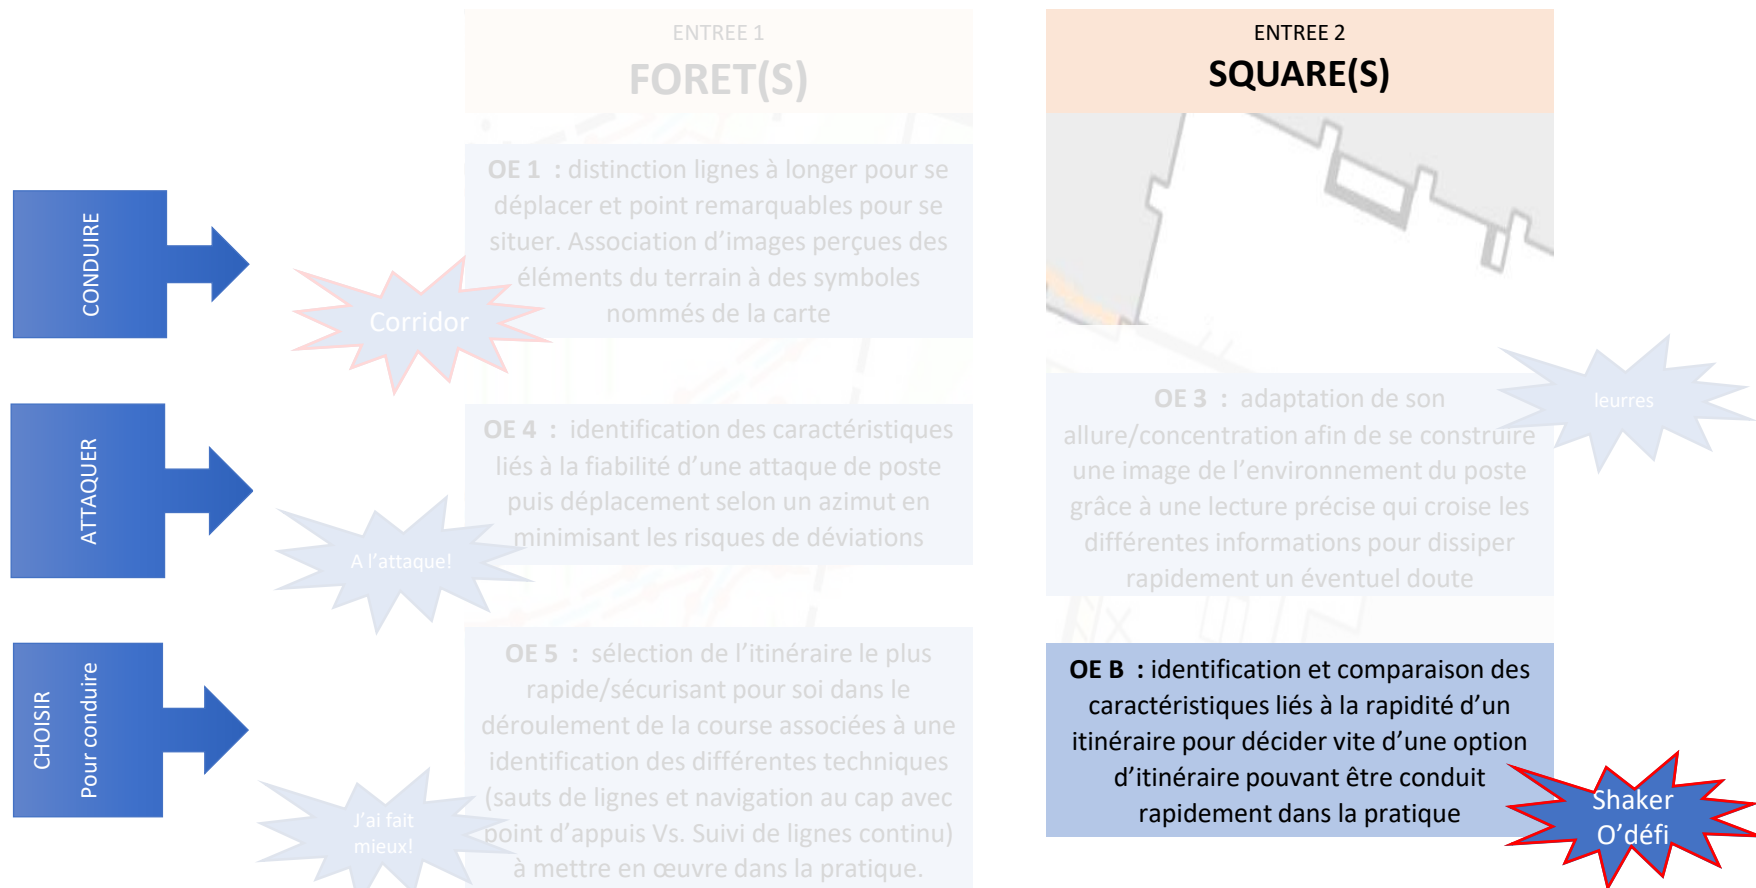 ENTREE 1
FORET(S)
ENTREE 2
SQUARE(S)
CONDUIRE
OE 1 : distinction lignes à longer pour se
déplacer et point remarquables pour se
situer. Association d’images perçues des
éléments du terrain à des symboles
nommés de la carte
Corridor
ATTAQUER
OE 4 : identification des caractéristiques
liés à la fiabilité d’une attaque de poste
puis déplacement selon un azimut en
minimisant les risques de déviations
A l’attaque!
OE 3 : adaptation de son
allure/concentration afin de se construire
une image de l’environnement du poste
grâce à une lecture précise qui croise les
différentes informations pour dissiper
rapidement un éventuel doute
leurres
CHOISIR
Pour conduire
OE 5 : sélection de l’itinéraire le plus
rapide/sécurisant pour soi dans le
déroulement de la course associées à une
identification des différentes techniques
(sauts de lignes et navigation au cap avec
point d’appuis Vs. Suivi de lignes continu)
à mettre en œuvre dans la pratique.
J’ai fait
mieux!
OE B : identification et comparaison des
caractéristiques liés à la rapidité d’un
itinéraire pour décider vite d’une option
d’itinéraire pouvant être conduit
rapidement dans la pratique
Shaker
O’défi